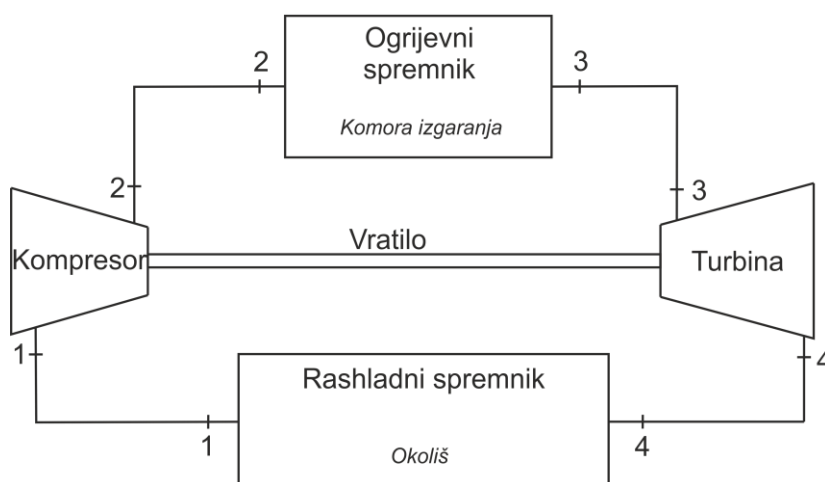 Ogrijevni
spremnik
Komora izgaranja
2
3
2
3
Kompresor
Vratilo
Turbina
1
4
Rashladni spremnik
Okoliš
1
4